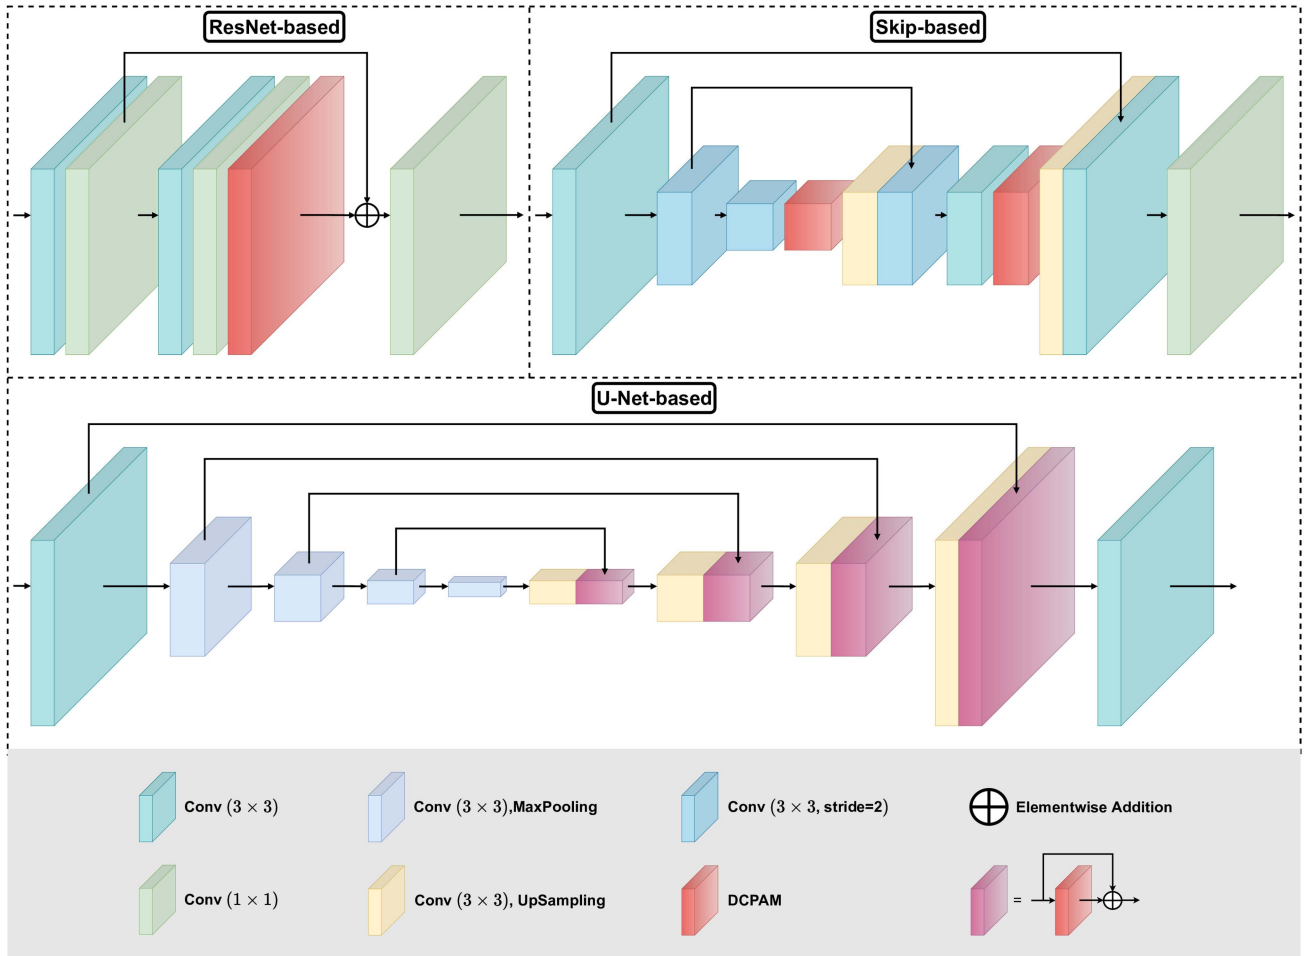 ResNet-based
Skip-based
U-Net-based
Conv (3 × 3)
Conv (3 × 3),MaxPooling
Conv (3 × 3, stride=2)
Elementwise Addition
Conv (1 × 1)
Conv (3 × 3), UpSampling
DCPAM
=